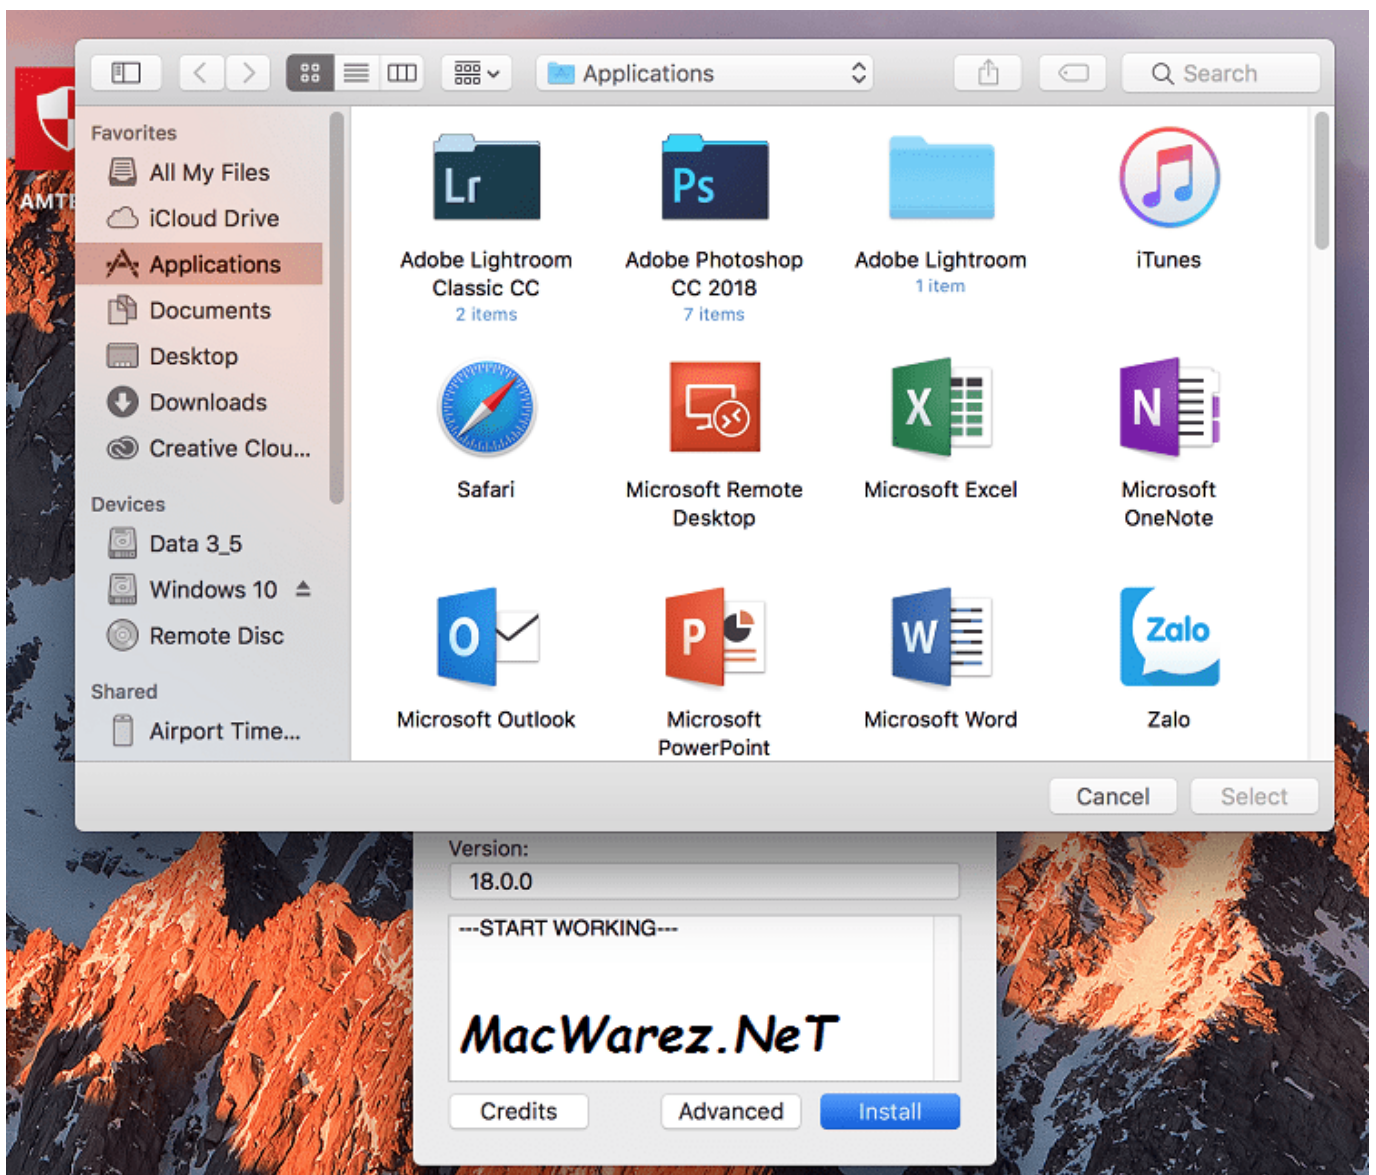 Applications
Search
AMT
Favorites
All My Files
iCloud Drive
Applications
Documents
Desktop
Downloads
Creative Clou...
Devices
Data 3_5
Windows 10
Remote Disc
Shared
Airport Time...
Lr
Ps
Adobe Lightroom
Classic CC
2 items
Adobe Photoshop
CC 2018
7 items
Adobe Lightroom
1 item
iTunes
X
N
Safari
Microsoft Remote
Desktop
Microsoft Excel
Microsoft
OneNote
O
P
W
Zalo
Microsoft Outlook
Microsoft
PowerPoint
Microsoft Word
Zalo
Cancel
Select
Version:
18.0.0
---START WORKING---
MacWarez.NeT
Credits
Advanced
Install